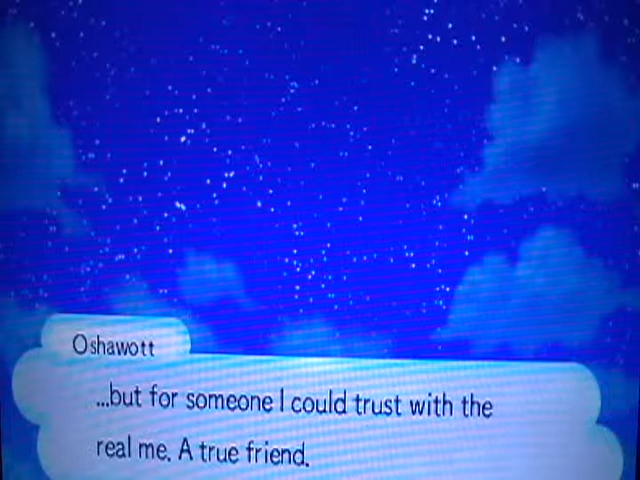 Oshawott
...but for someone I could trust with the
real me. A true friend.